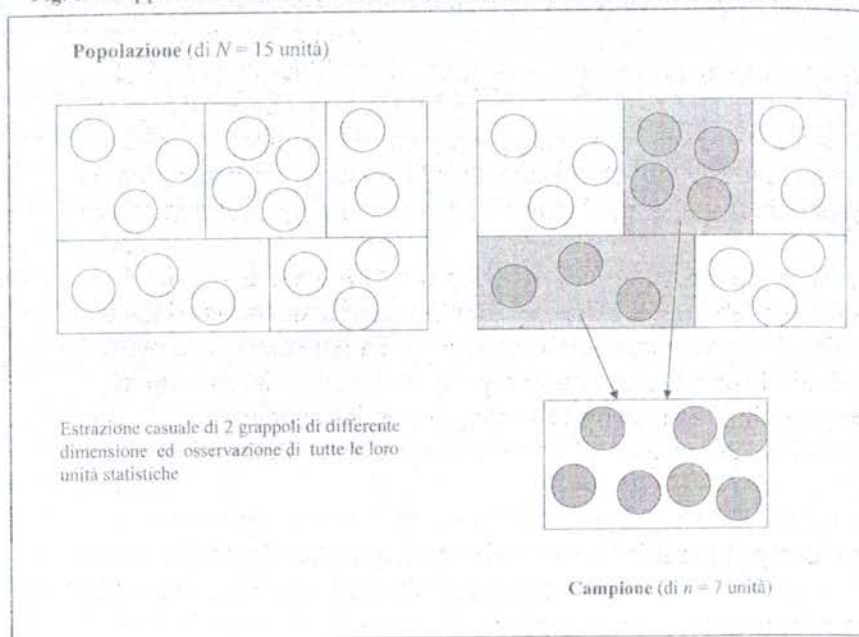 Popolazione (di N = 15 unità)
Estrazione casuale di 2 grappoli di differente
dimensione ed osservazione di tutte le loro
unità statistiche
Campione (di n = 7 unità)